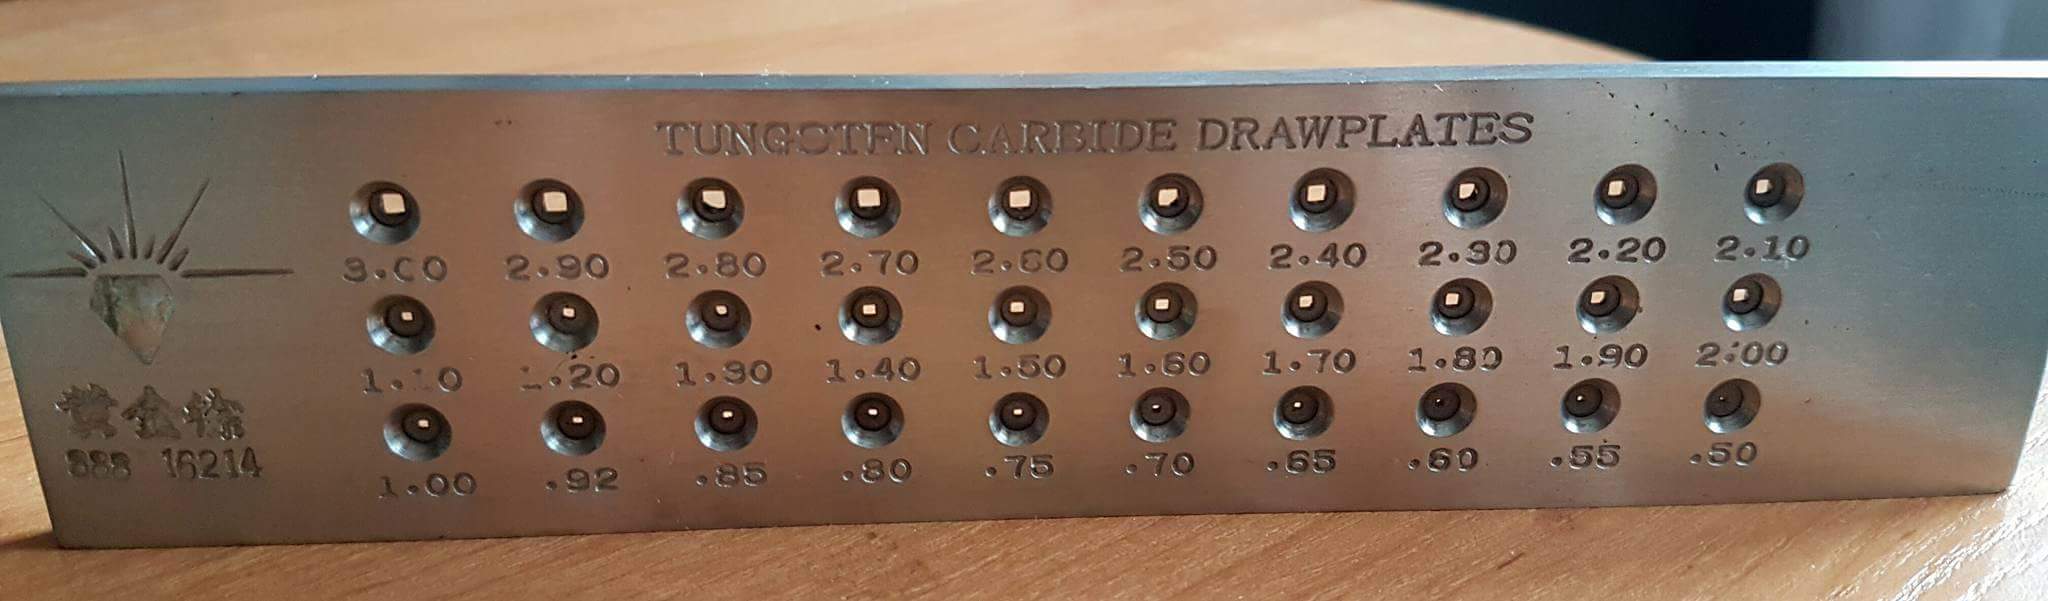 TUNGSTEN CARBIDE DRAWPLATES
3.00 2.90 2.80 2.70 2.60 2.50 2.40 2.30 2.20 2.10
1.10 1.20 1.30 1.40 1.50 1.60 1.70 1.80 1.90 2.00
1.00 .92 .85 .80 .75 .70 .65 .60 .55 .50
黃金
888 16214